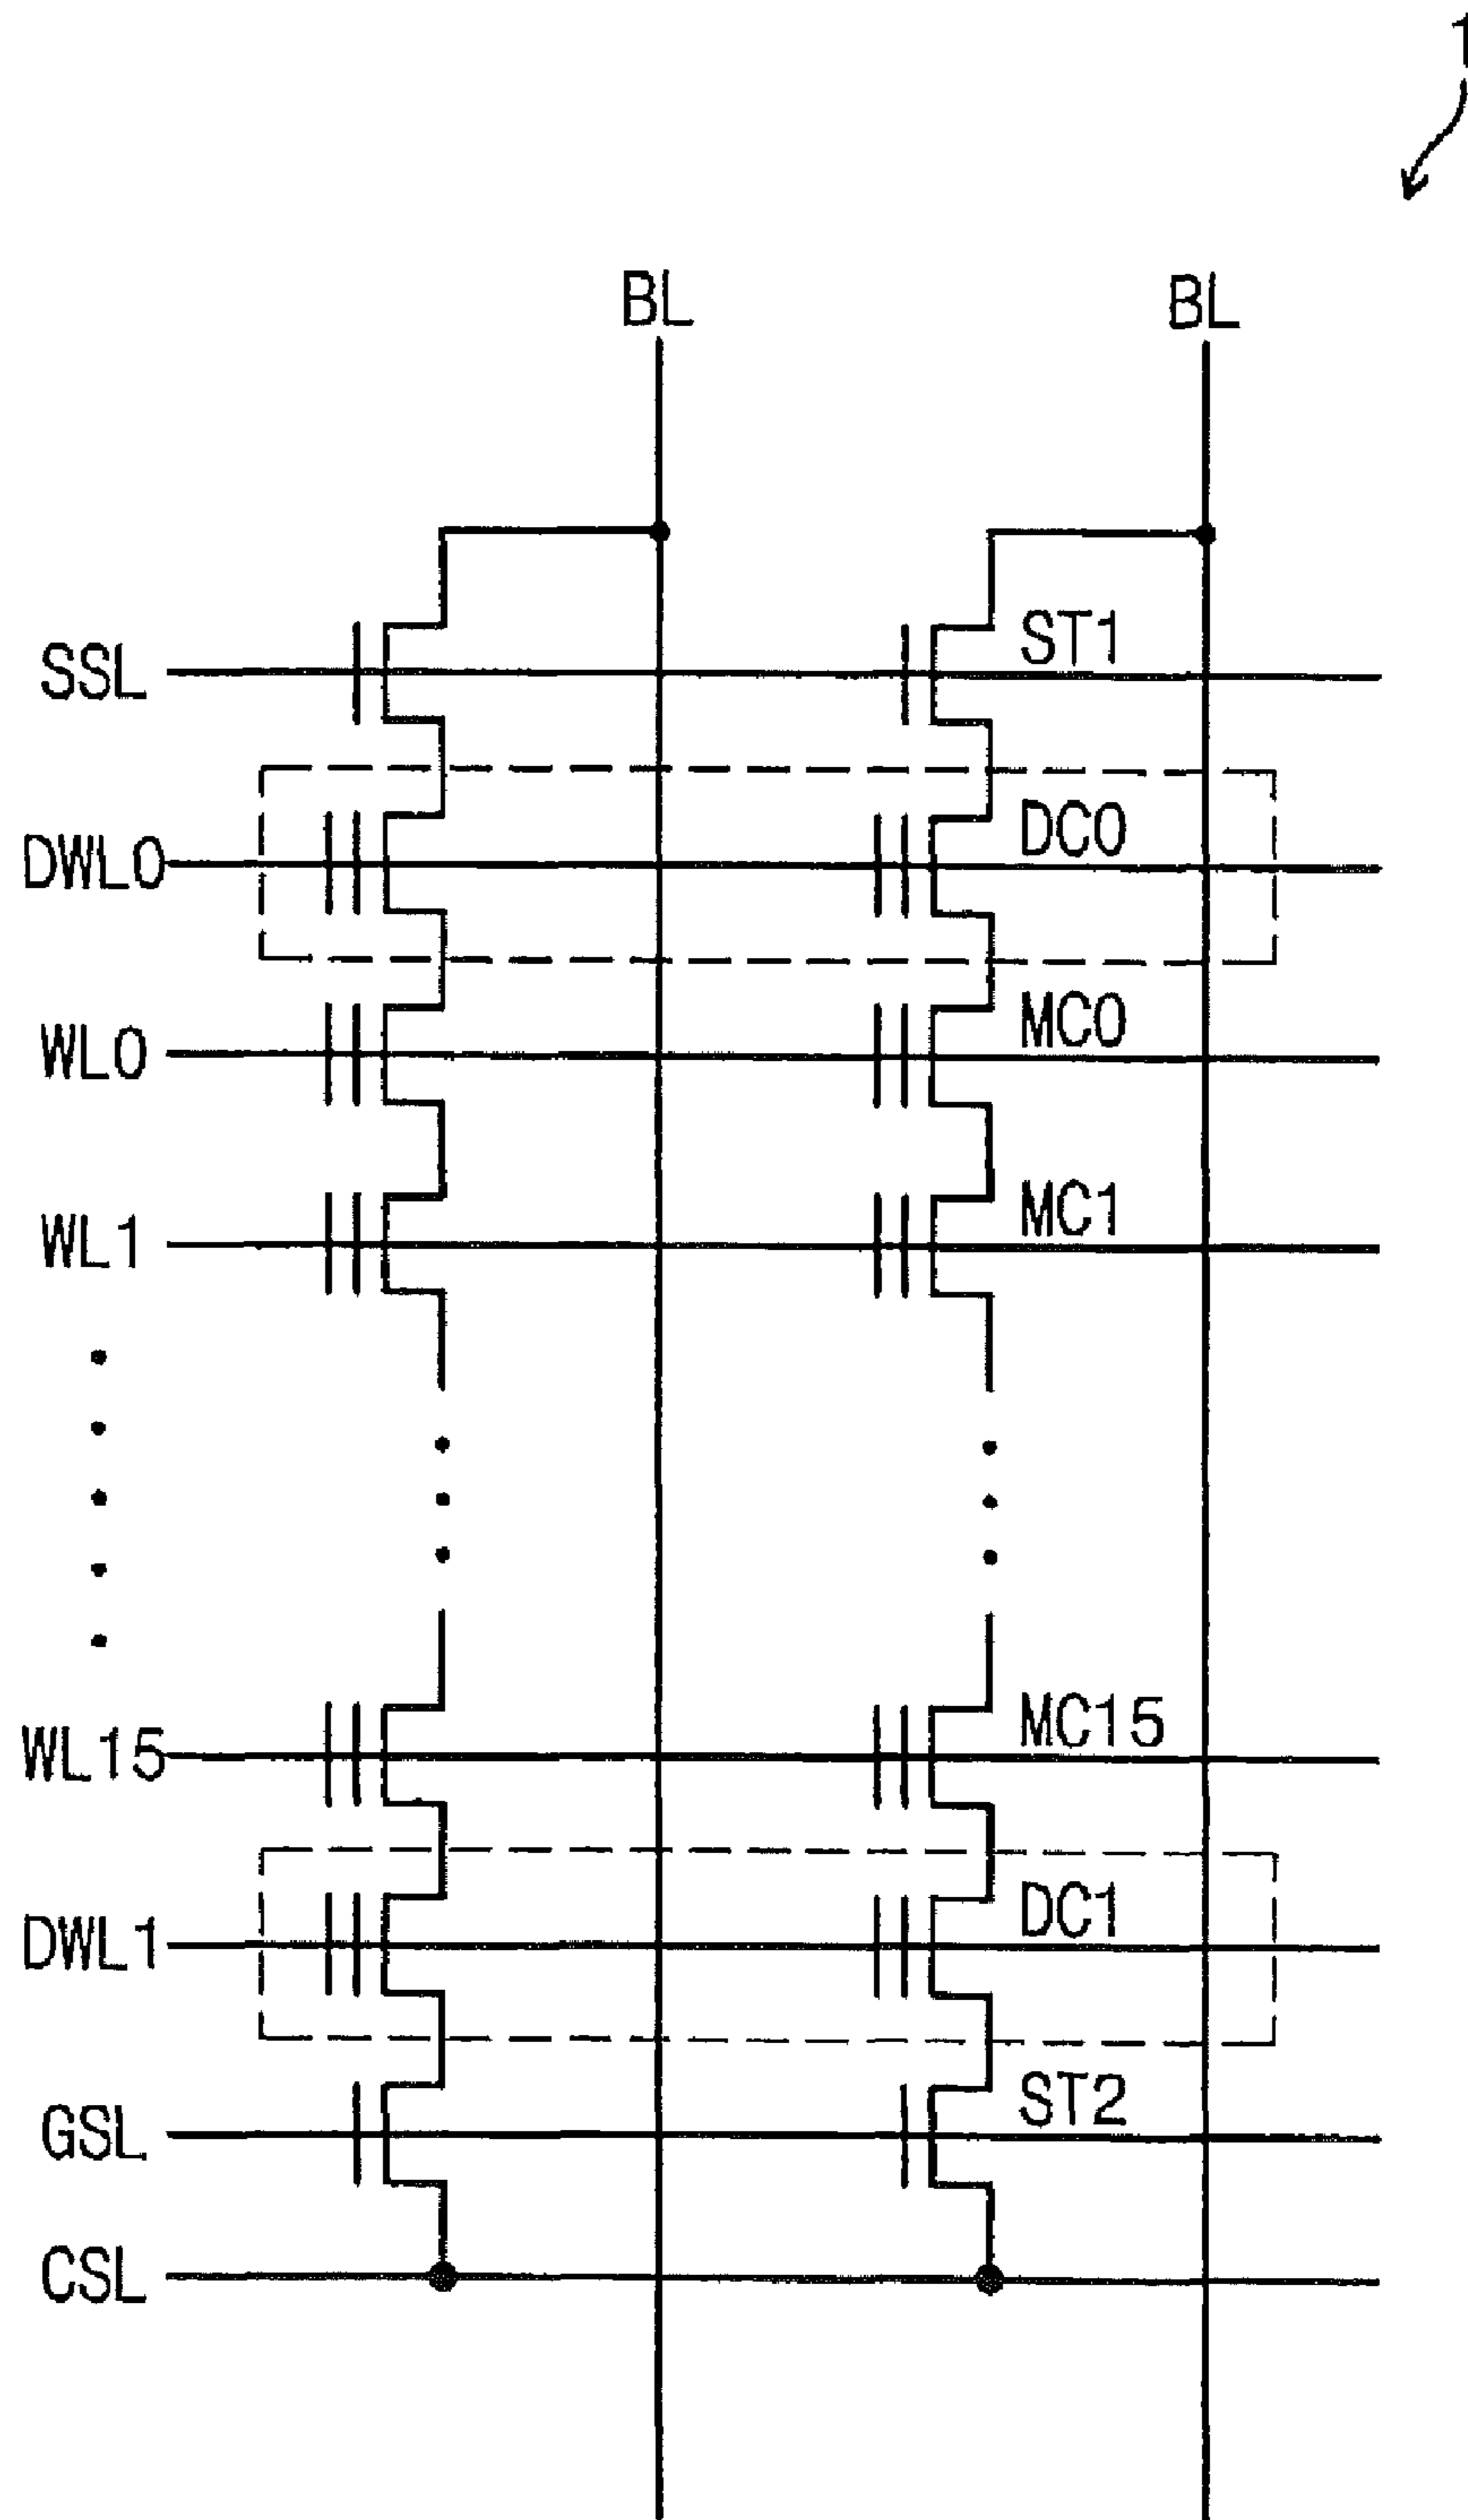 1
BL BL
SSL ST1
DWL0 DC0
WL0 MC0
WL1 MC1
WL15 MC15
DWL1 DC1
GSL ST2
CSL